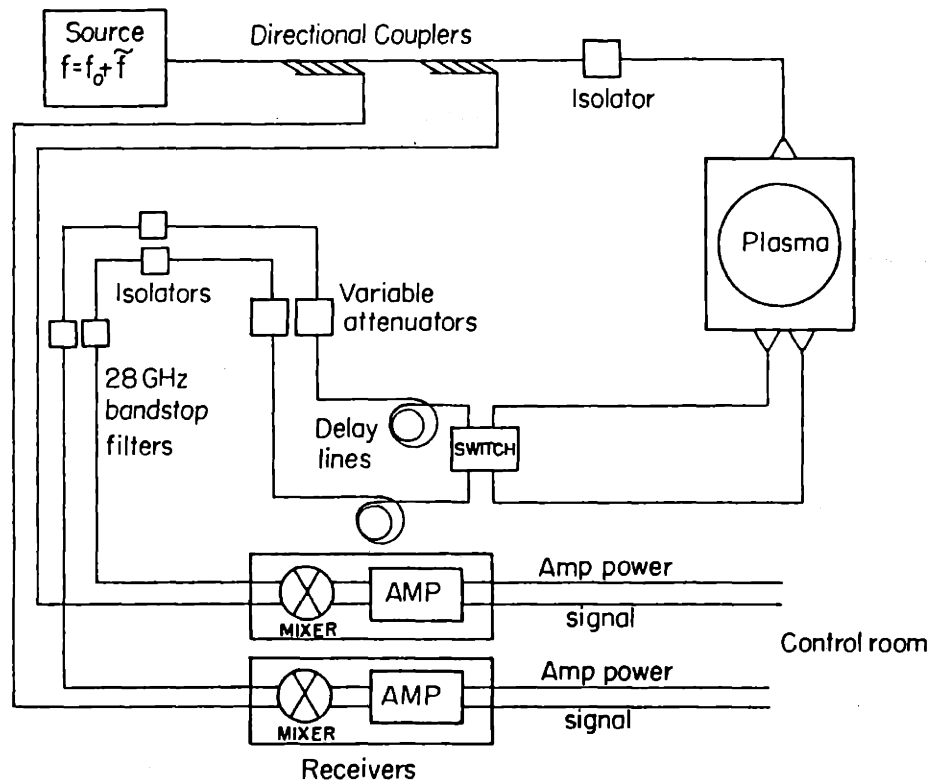 Source
f=f₀+f̃
Directional Couplers
Isolator
Plasma
Isolators
Variable
attenuators
28 GHz
bandstop
filters
Delay
lines
SWITCH
AMP
MIXER
Amp power
signal
Control room
AMP
MIXER
Amp power
signal
Receivers